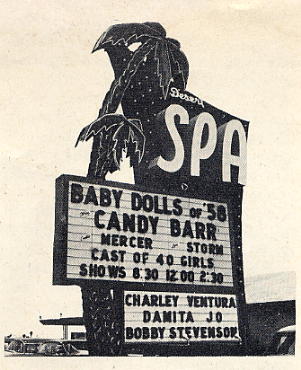 Desert
SPA
BABY DOLLS OF '58
CANDY BARR
MERCER STORM
CAST OF 40 GIRLS
SHOWS 8:30 12:00 2:30
CHARLEY VENTURA
DAMITA JO
BOBBY STEVENSON